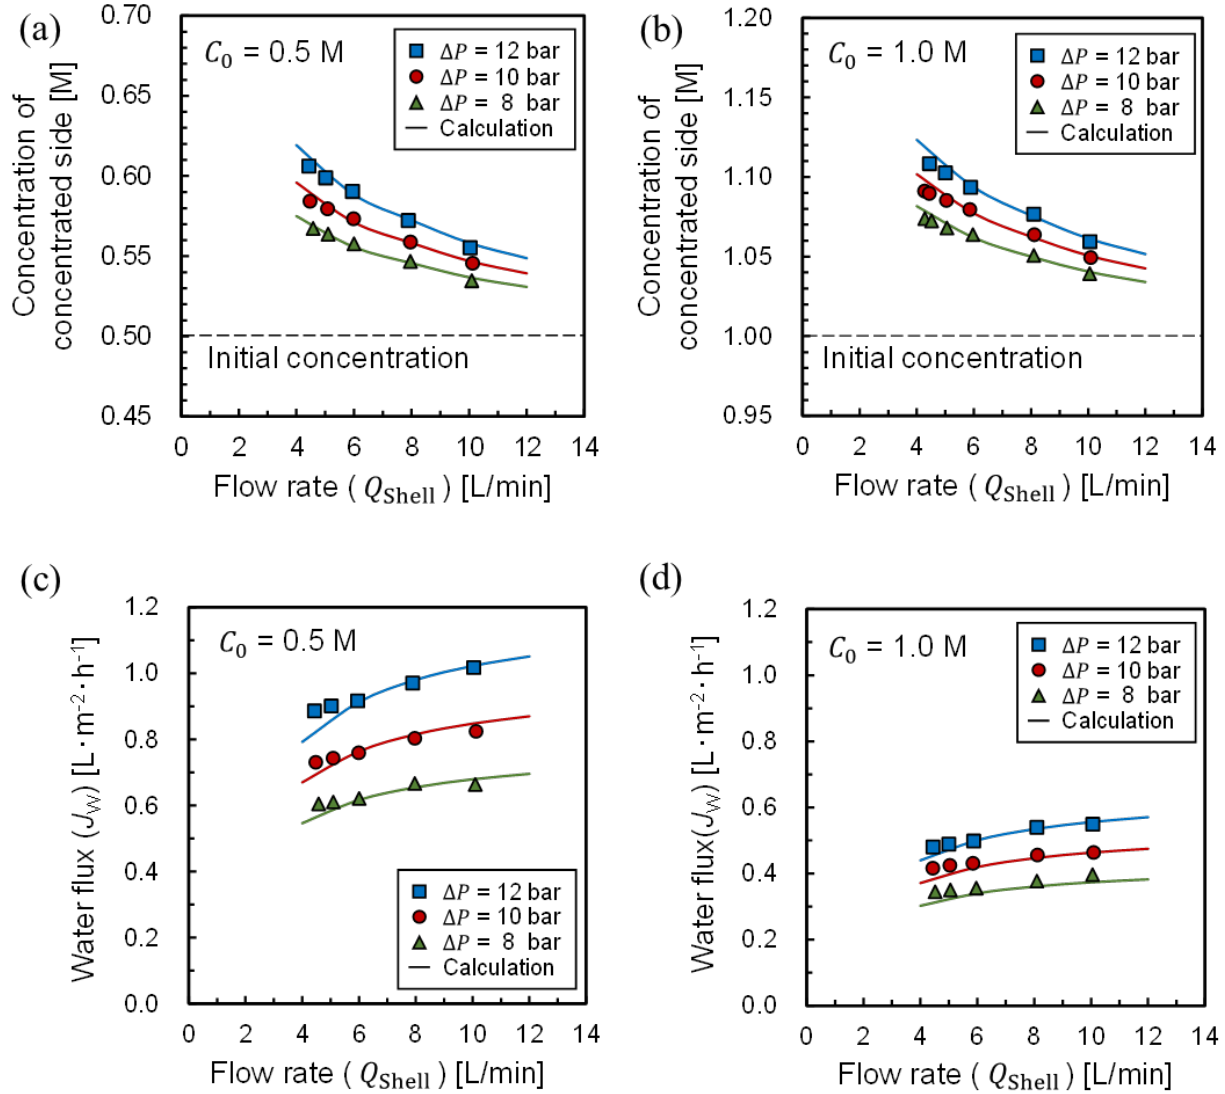 (a)
C₀ = 0.5 M
ΔP = 12 bar
ΔP = 10 bar
ΔP = 8 bar
Calculation
Concentration of
concentrated side [M]
0.70
0.65
0.60
0.55
0.50
0.45
Initial concentration
0 2 4 6 8 10 12 14
Flow rate ( Q_Shell ) [L/min]
(b)
C₀ = 1.0 M
ΔP = 12 bar
ΔP = 10 bar
ΔP = 8 bar
Calculation
Concentration of
concentrated side [M]
1.20
1.15
1.10
1.05
1.00
0.95
Initial concentration
0 2 4 6 8 10 12 14
Flow rate ( Q_Shell ) [L/min]
(c)
C₀ = 0.5 M
Water flux (J_W) [L·m⁻²·h⁻¹]
1.2
1.0
0.8
0.6
0.4
0.2
0.0
ΔP = 12 bar
ΔP = 10 bar
ΔP = 8 bar
Calculation
0 2 4 6 8 10 12 14
Flow rate ( Q_Shell ) [L/min]
(d)
C₀ = 1.0 M
ΔP = 12 bar
ΔP = 10 bar
ΔP = 8 bar
Calculation
Water flux(J_W) [L·m⁻²·h⁻¹]
1.2
1.0
0.8
0.6
0.4
0.2
0.0
0 2 4 6 8 10 12 14
Flow rate ( Q_Shell ) [L/min]